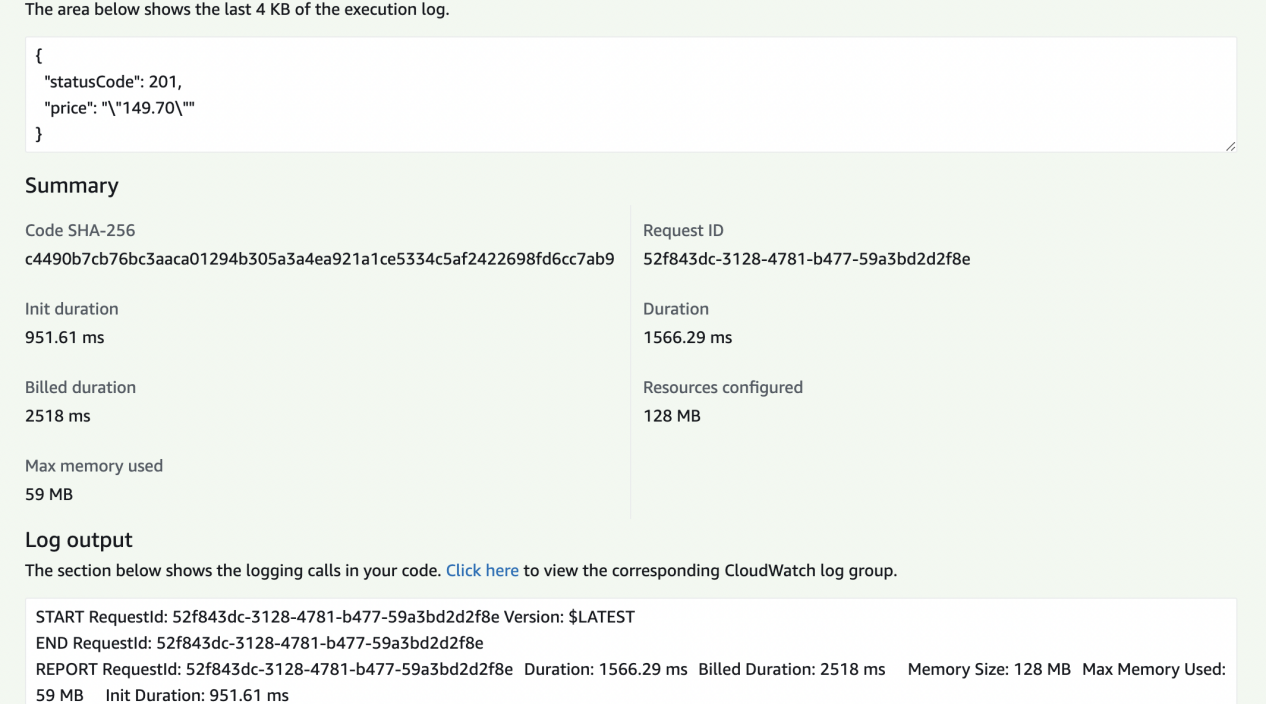 The area below shows the last 4 KB of the execution log.
{
"statusCode": 201,
"price": "\"149.70\""
}
Summary
Code SHA-256
c4490b7cb76bc3aaca01294b305a3a4ea921a1ce5334c5af2422698fd6cc7ab9
Request ID
52f843dc-3128-4781-b477-59a3bd2d2f8e
Init duration
951.61 ms
Duration
1566.29 ms
Billed duration
2518 ms
Resources configured
128 MB
Max memory used
59 MB
Log output
The section below shows the logging calls in your code. Click here to view the corresponding CloudWatch log group.
START RequestId: 52f843dc-3128-4781-b477-59a3bd2d2f8e Version: $LATEST
END RequestId: 52f843dc-3128-4781-b477-59a3bd2d2f8e
REPORT RequestId: 52f843dc-3128-4781-b477-59a3bd2d2f8e Duration: 1566.29 ms Billed Duration: 2518 ms Memory Size: 128 MB Max Memory Used:
59 MB Init Duration: 951.61 ms